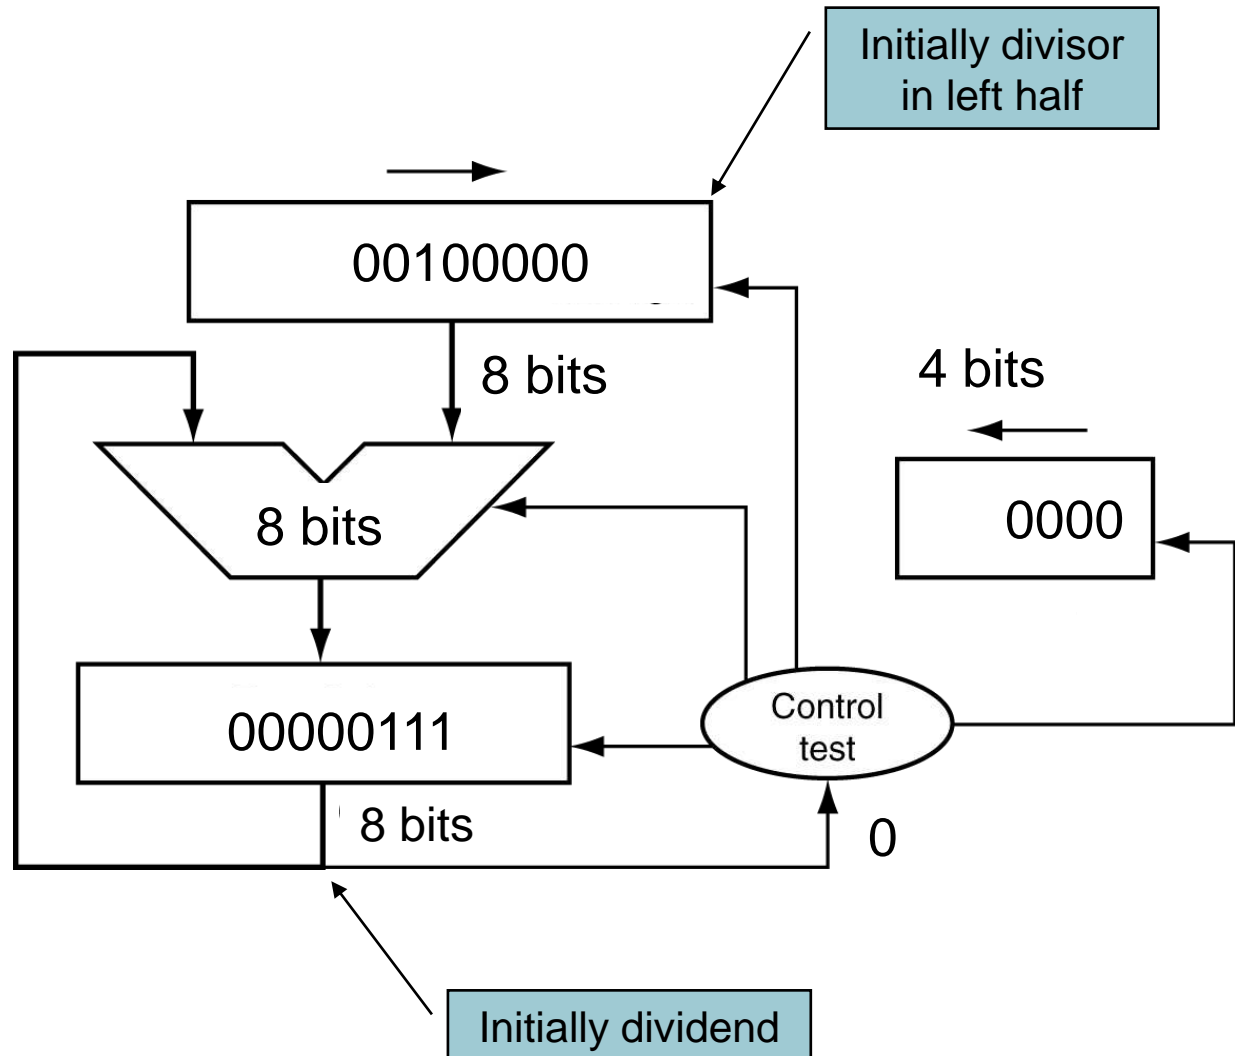 Initially divisor
in left half
00100000
8 bits
4 bits
8 bits
0000
00000111
Control
test
8 bits
0
Initially dividend